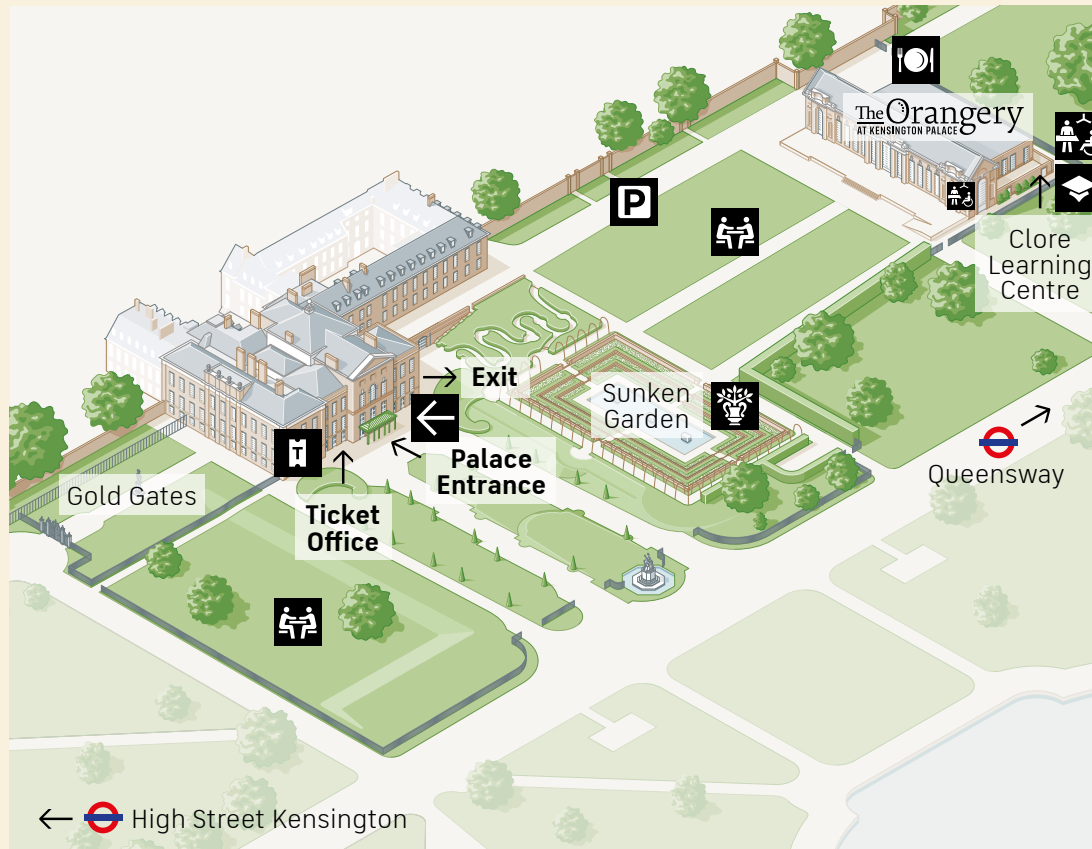 The Orangery
AT KENSINGTON PALACE
P
Clore
Learning
Centre
Exit
Sunken
Garden
Queensway
Palace
Entrance
T
Gold Gates
Ticket
Office
High Street Kensington